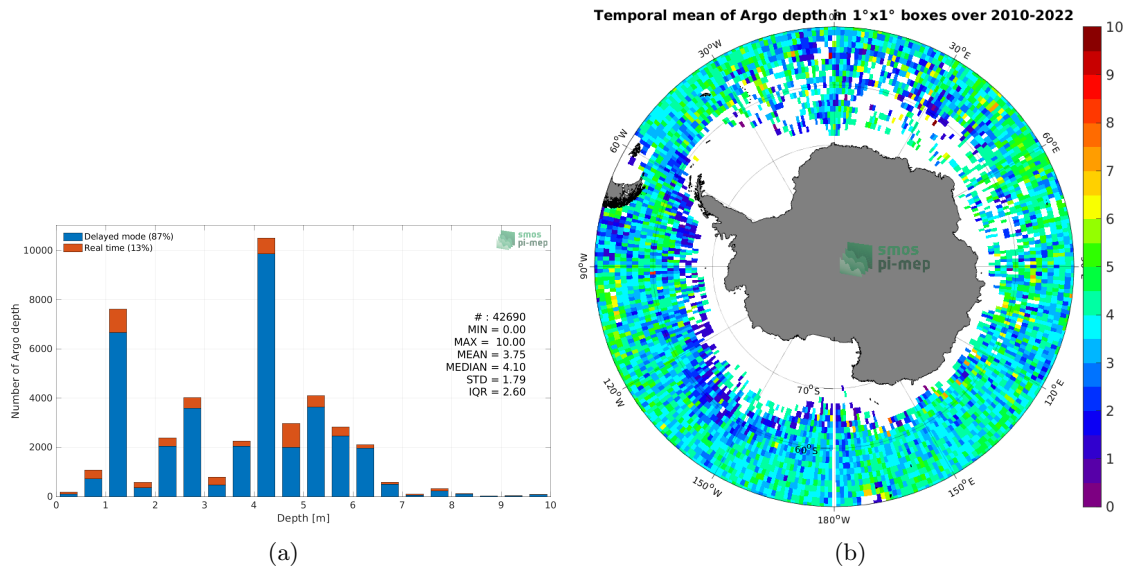 Delayed mode (87%)
Real time (13%)
smos
pi-mep
Number of Argo depth
10000
8000
6000
4000
2000
0
# : 42690
MIN = 0.00
MAX = 10.00
MEAN = 3.75
MEDIAN = 4.10
STD = 1.79
IQR = 2.60
0 1 2 3 4 5 6 7 8 9 10
Depth [m]
(a)
Temporal mean of Argo depth in 1°x1° boxes over 2010-2022
30°W
30°E
60°W
60°E
90°W
smos
pi-mep
120°W
120°E
70°S
60°S
150°W
150°E
180°W
10
9
8
7
6
5
4
3
2
1
0
(b)